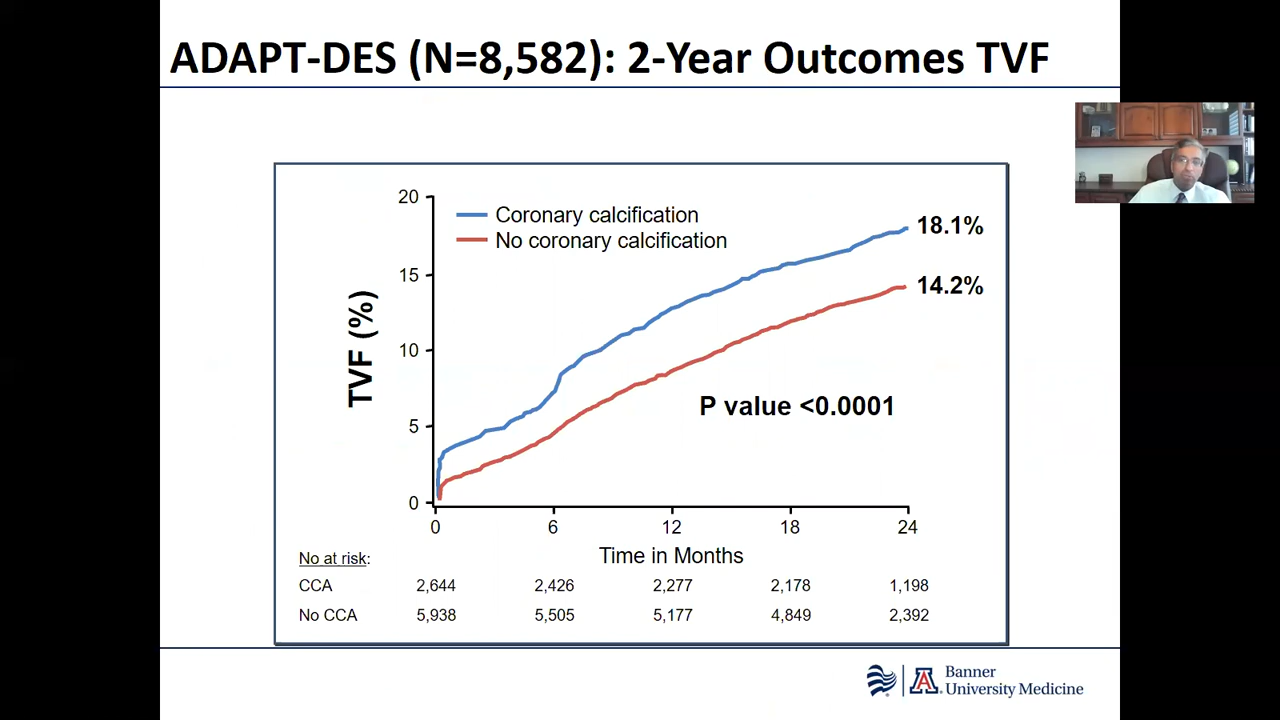 ADAPT-DES (N=8,582): 2-Year Outcomes TVF
20
15
10
5
0
TVF (%)
Coronary calcification
No coronary calcification
18.1%
14.2%
P value <0.0001
0 6 12 18 24
Time in Months
No at risk:
CCA 2,644 2,426 2,277 2,178 1,198
No CCA 5,938 5,505 5,177 4,849 2,392
A
Banner
University Medicine